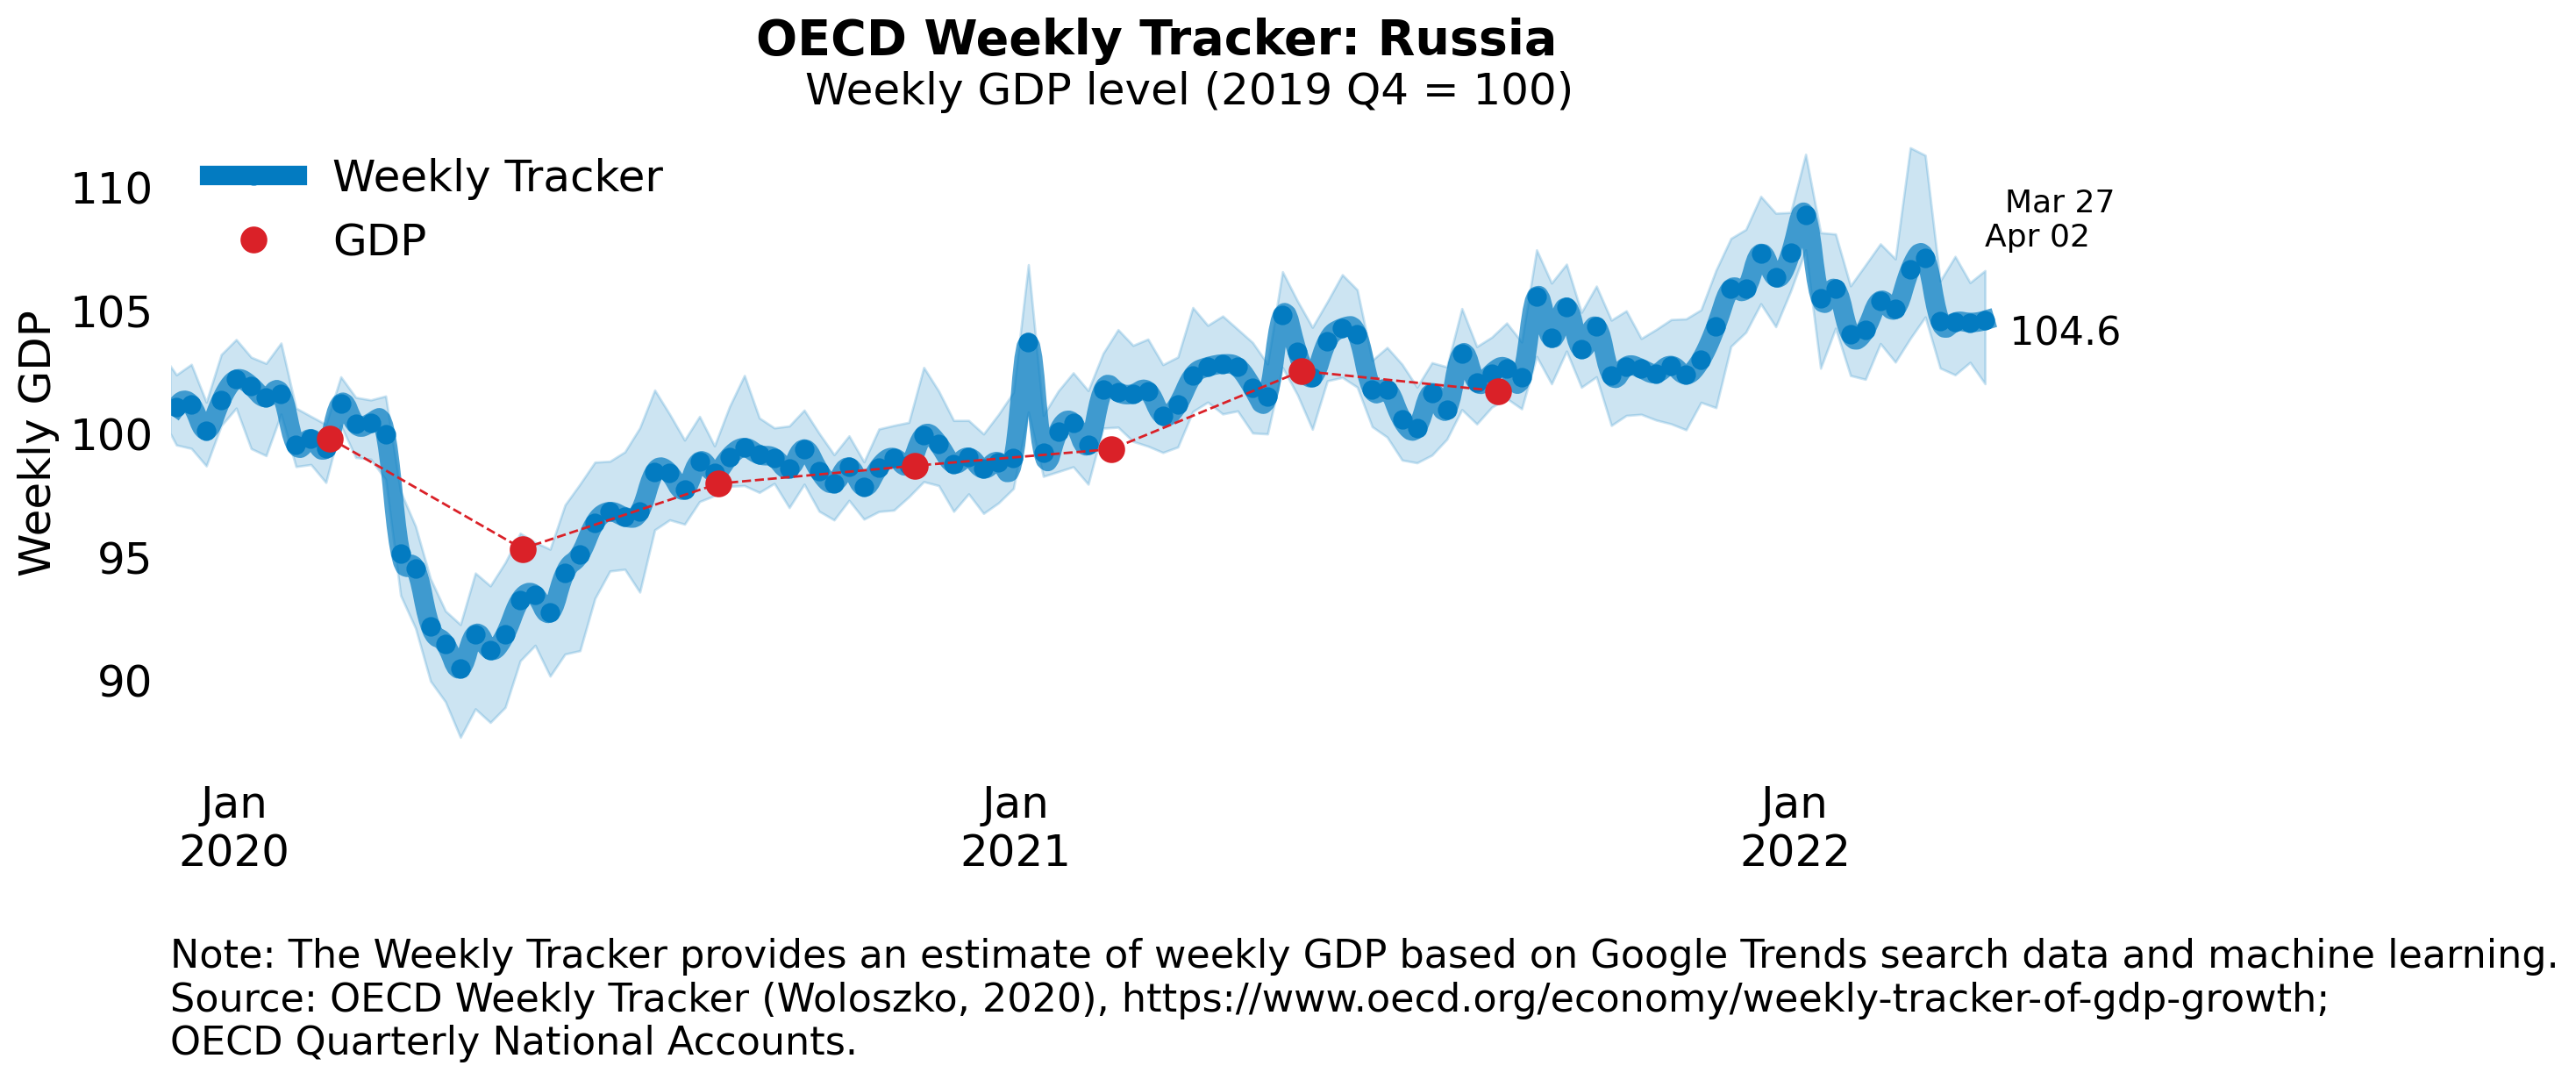 OECD Weekly Tracker: Russia
Weekly GDP level (2019 Q4 = 100)
Weekly Tracker
GDP
Weekly GDP
110
105
100
95
90
Mar 27
Apr 02
104.6
Jan
2020
Jan
2021
Jan
2022
Note: The Weekly Tracker provides an estimate of weekly GDP based on Google Trends search data and machine learning.
Source: OECD Weekly Tracker (Woloszko, 2020), https://www.oecd.org/economy/weekly-tracker-of-gdp-growth;
OECD Quarterly National Accounts.